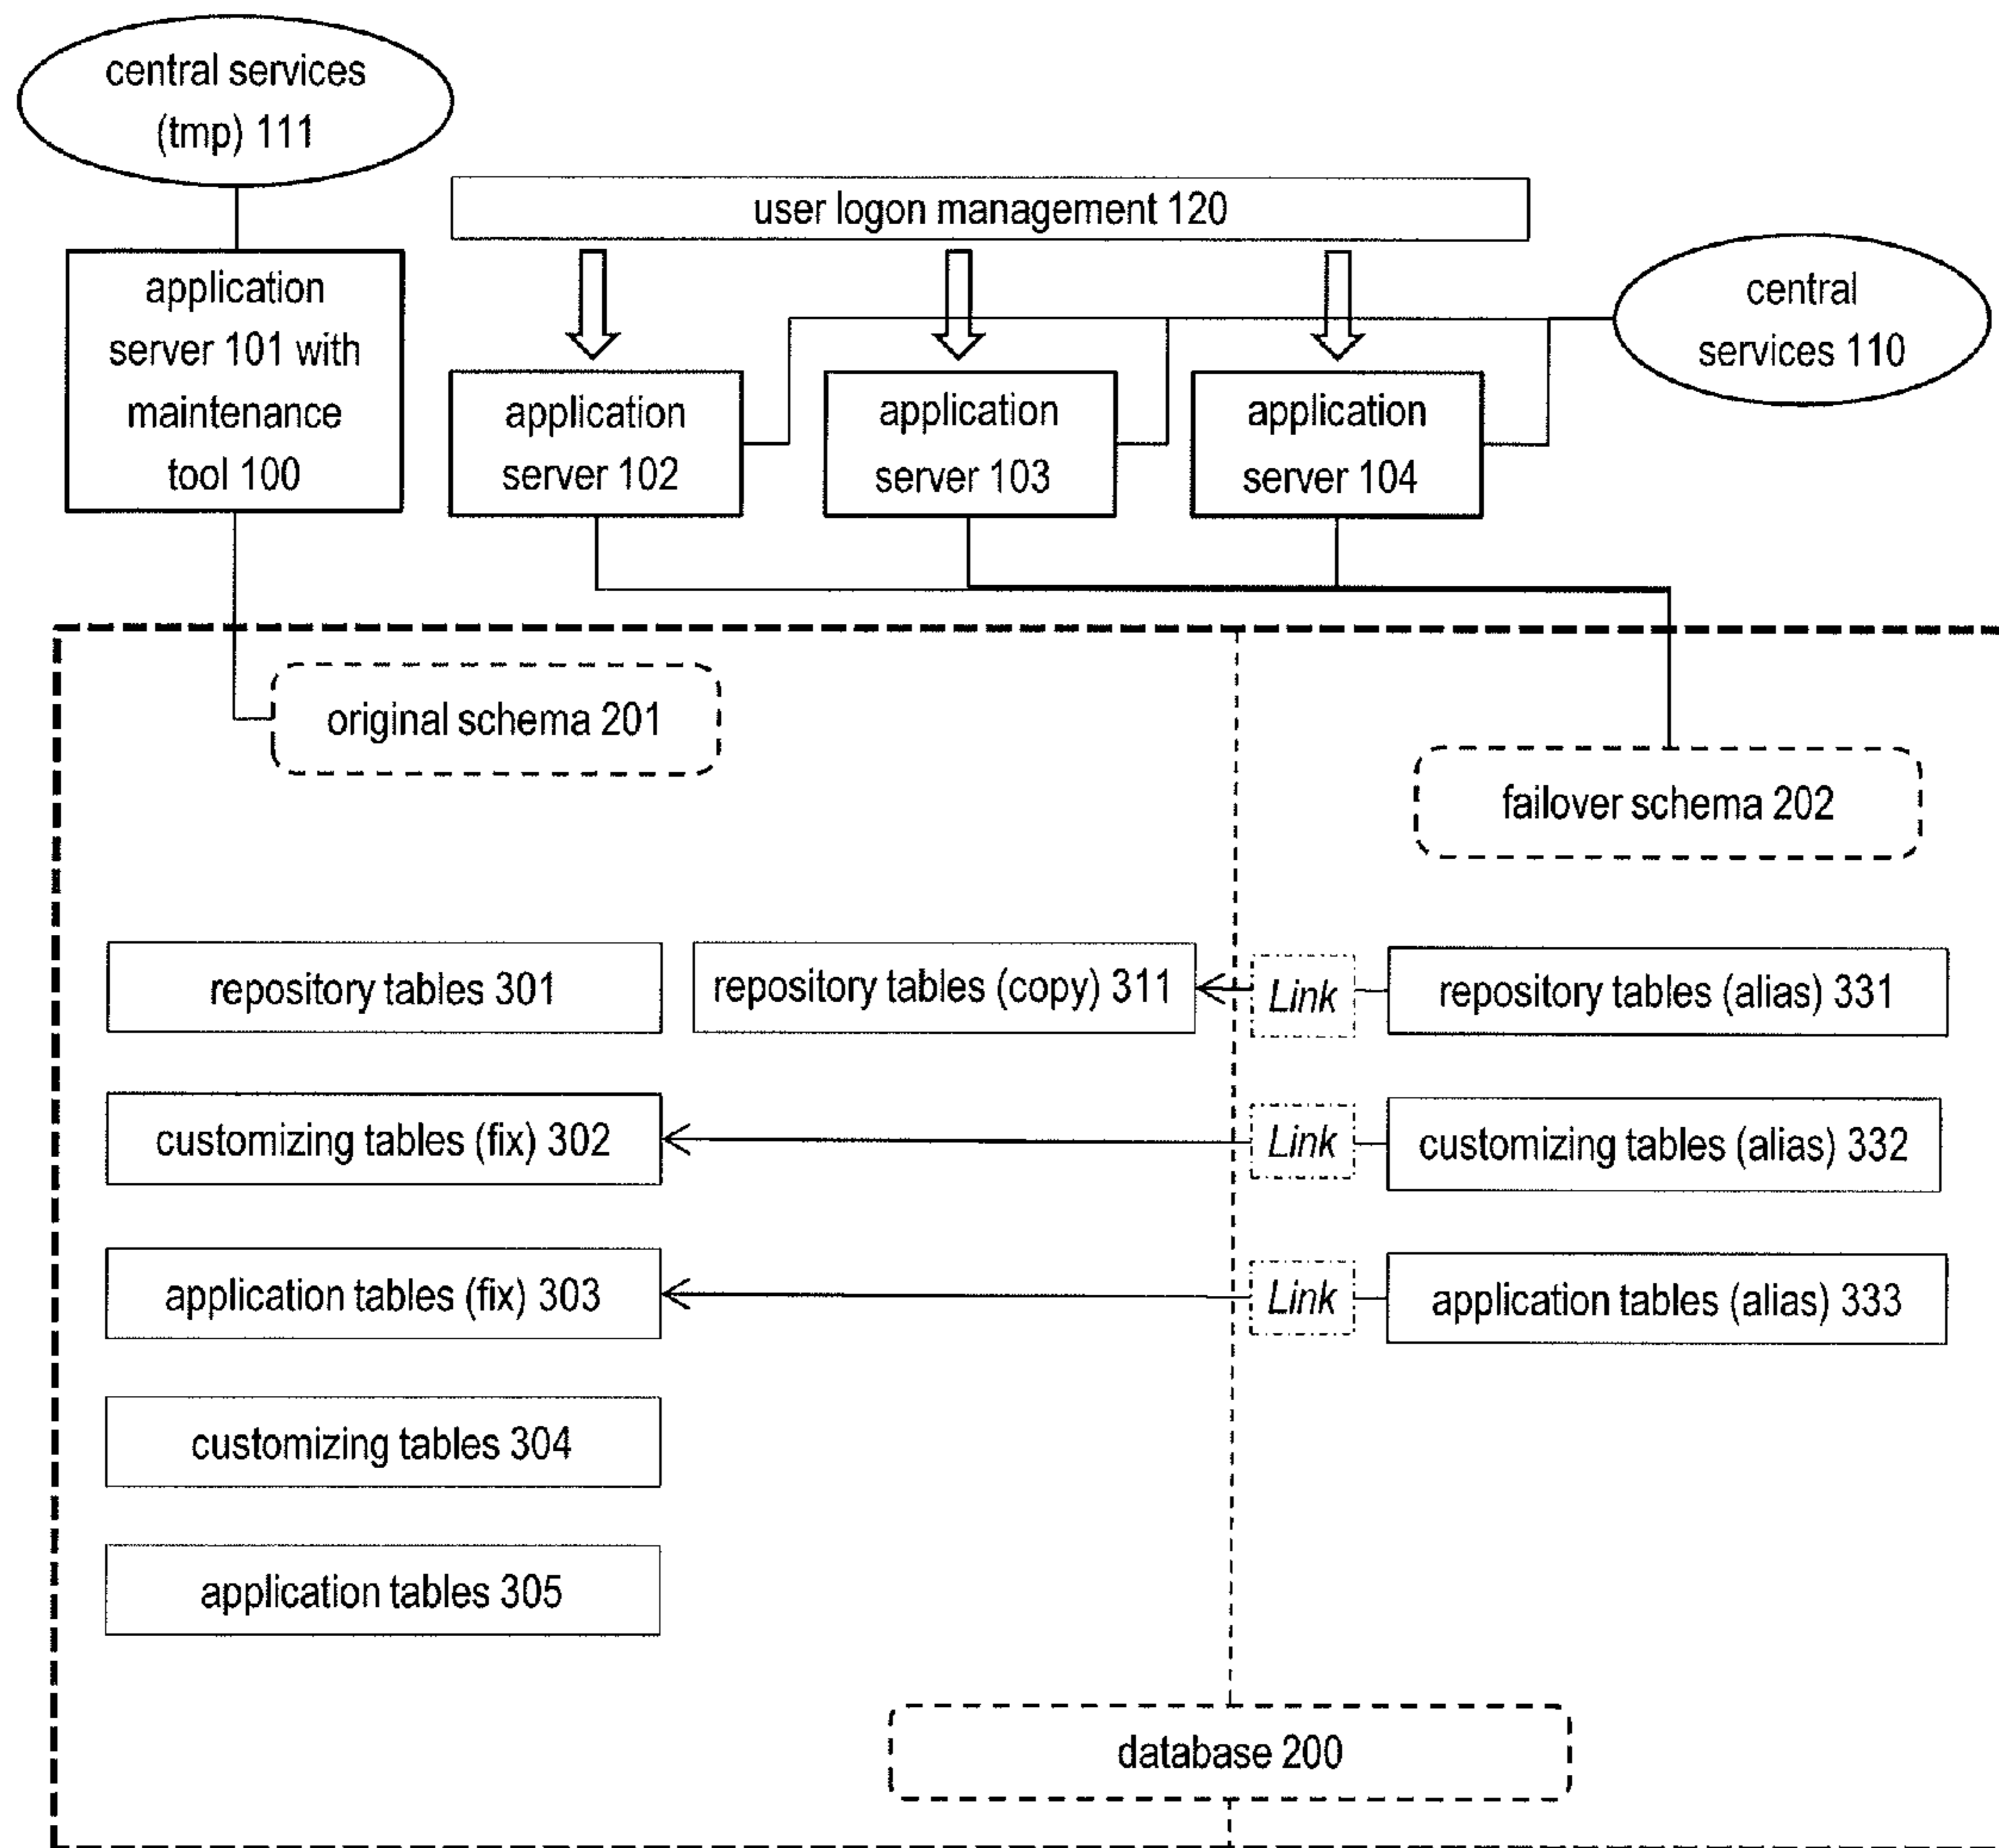 central services
(tmp) 111
user logon management 120
application
server 101 with
maintenance
tool 100
central
services 110
application
server 102
application
server 103
application
server 104
original schema 201
failover schema 202
repository tables 301
repository tables (copy) 311
Link
repository tables (alias) 331
customizing tables (fix) 302
Link
customizing tables (alias) 332
application tables (fix) 303
Link
application tables (alias) 333
customizing tables 304
application tables 305
database 200